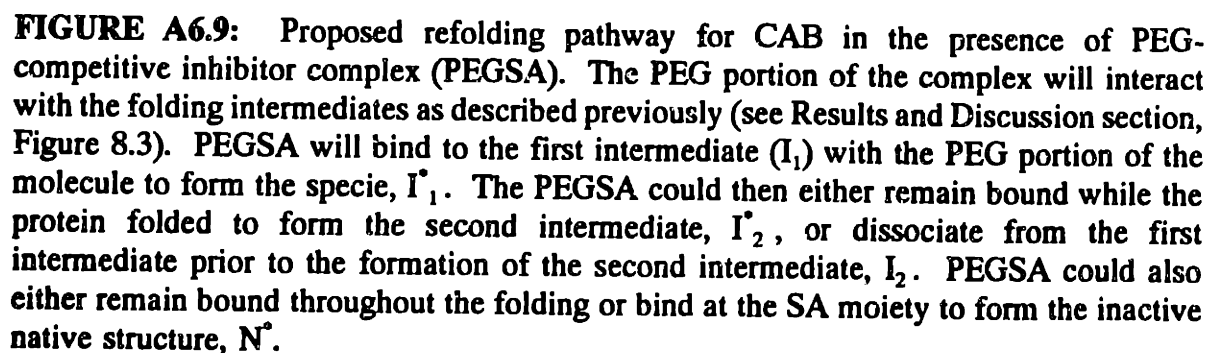 FIGURE A6.9: Proposed refolding pathway for CAB in the presence of PEG-
competitive inhibitor complex (PEGSA). The PEG portion of the complex will interact
with the folding intermediates as described previously (see Results and Discussion section,
Figure 8.3). PEGSA will bind to the first intermediate (I₁) with the PEG portion of the
molecule to form the specie, I*₁. The PEGSA could then either remain bound while the
protein folded to form the second intermediate, I*₂, or dissociate from the first
intermediate prior to the formation of the second intermediate, I₂. PEGSA could also
either remain bound throughout the folding or bind at the SA moiety to form the inactive
native structure, N*.